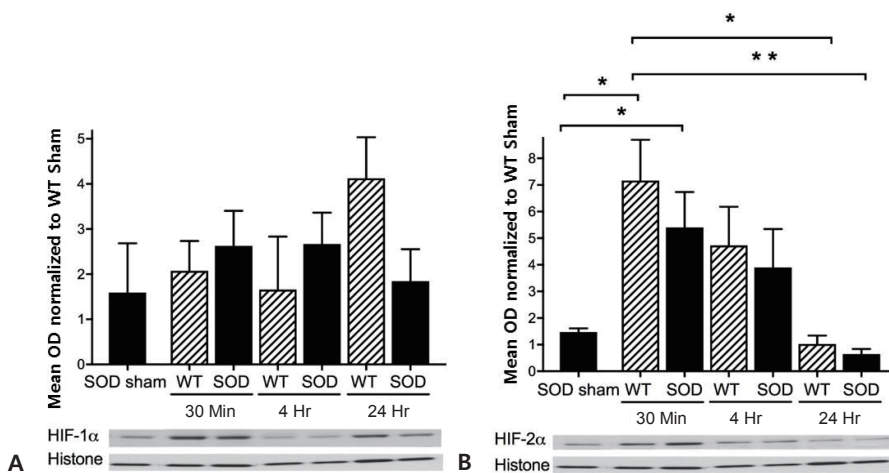 Mean OD normalized to WT Sham
5
4
3
2
1
0
SOD sham WT SOD WT SOD WT SOD
30 Min 4 Hr 24 Hr
HIF-1α
Histone
A
*
**
*
*
Mean OD normalized to WT Sham
8
7
6
5
4
3
2
1
0
SOD sham WT SOD WT SOD WT SOD
30 Min 4 Hr 24 Hr
HIF-2α
Histone
B